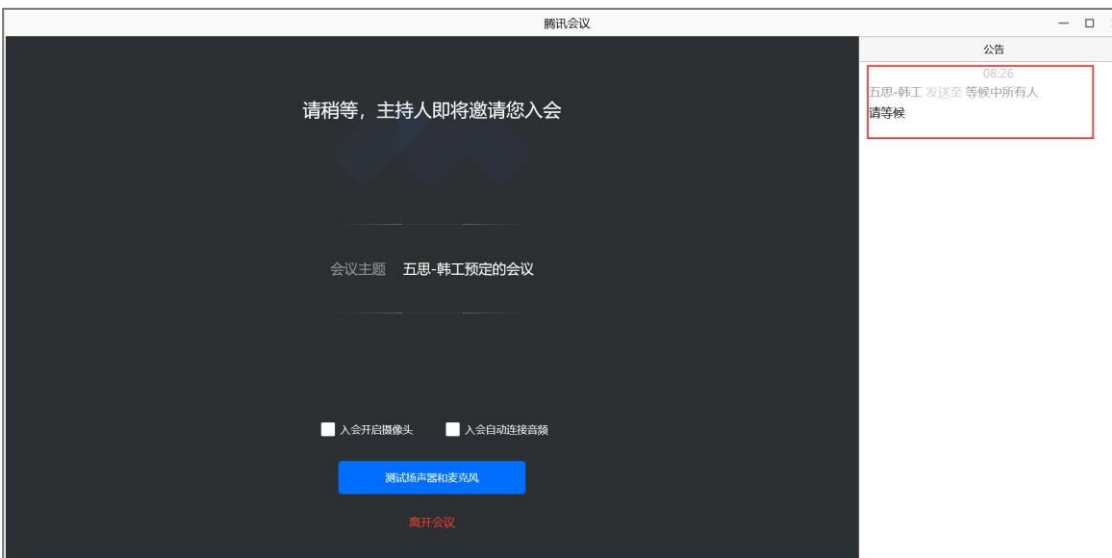 腾讯会议
公告
请稍等，主持人即将邀请您入会
会议主题 五思-韩工预定的会议
入会开启摄像头 入会自动连接音频
测试扬声器和麦克风
离开会议
08:26
五思-韩工 发送至 等候中所有人
请等候